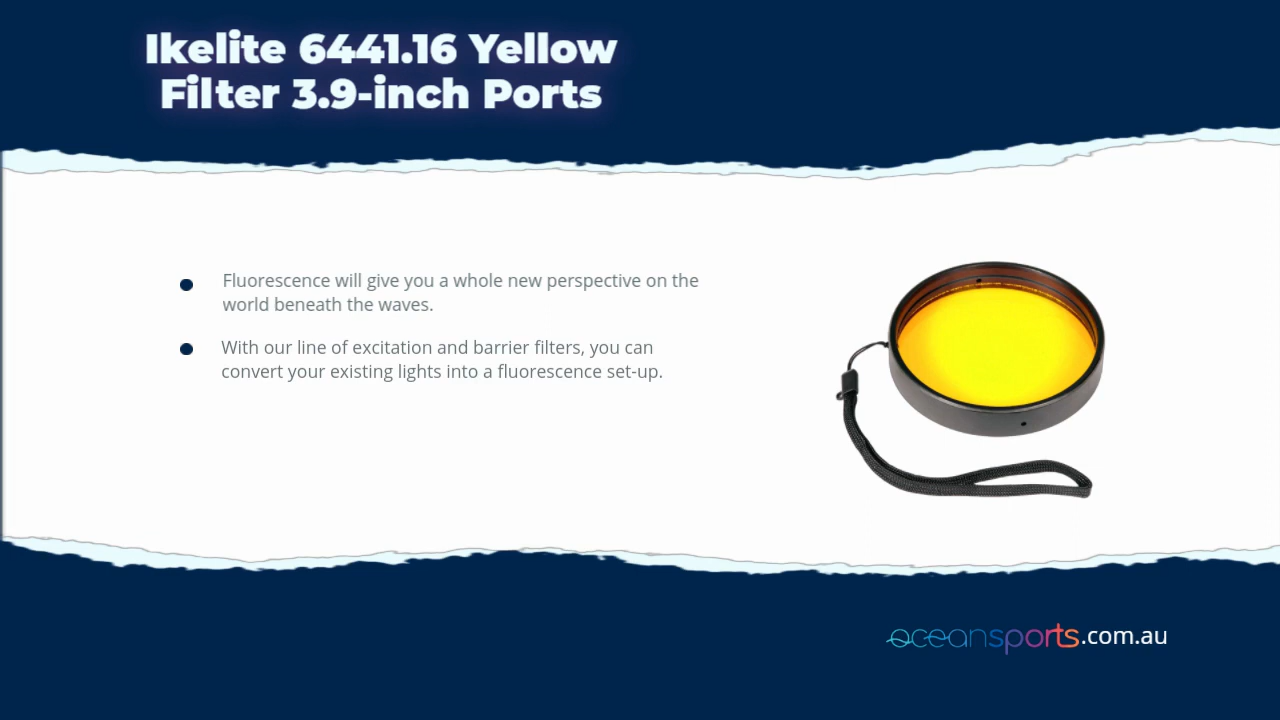 Ikelite 6441.16 Yellow
Filter 3.9-inch Ports
Fluorescence will give you a whole new perspective on the
world beneath the waves.
With our line of excitation and barrier filters, you can
convert your existing lights into a fluorescence set-up.
oceansports.com.au